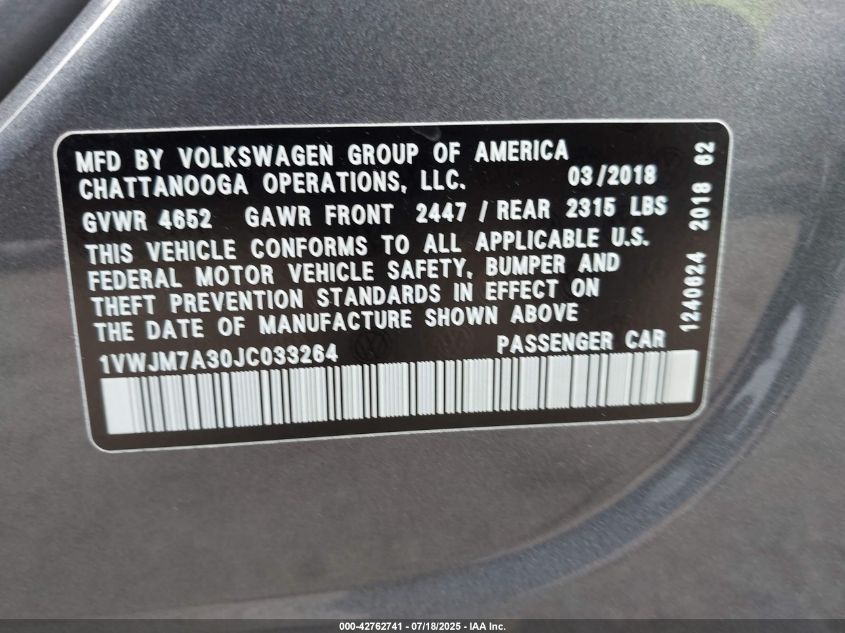 MFD BY VOLKSWAGEN GROUP OF AMERICA
CHATTANOOGA OPERATIONS, LLC. 03/2018
GVWR 4652 GAWR FRONT 2447 / REAR 2315 LBS
THIS VEHICLE CONFORMS TO ALL APPLICABLE U.S.
FEDERAL MOTOR VEHICLE SAFETY, BUMPER AND
THEFT PREVENTION STANDARDS IN EFFECT ON
THE DATE OF MANUFACTURE SHOWN ABOVE
1VWJM7A30JC033264 PASSENGER CAR
1240624 2018 62
000-42762741 / 07/18/2025 - IAA Inc.